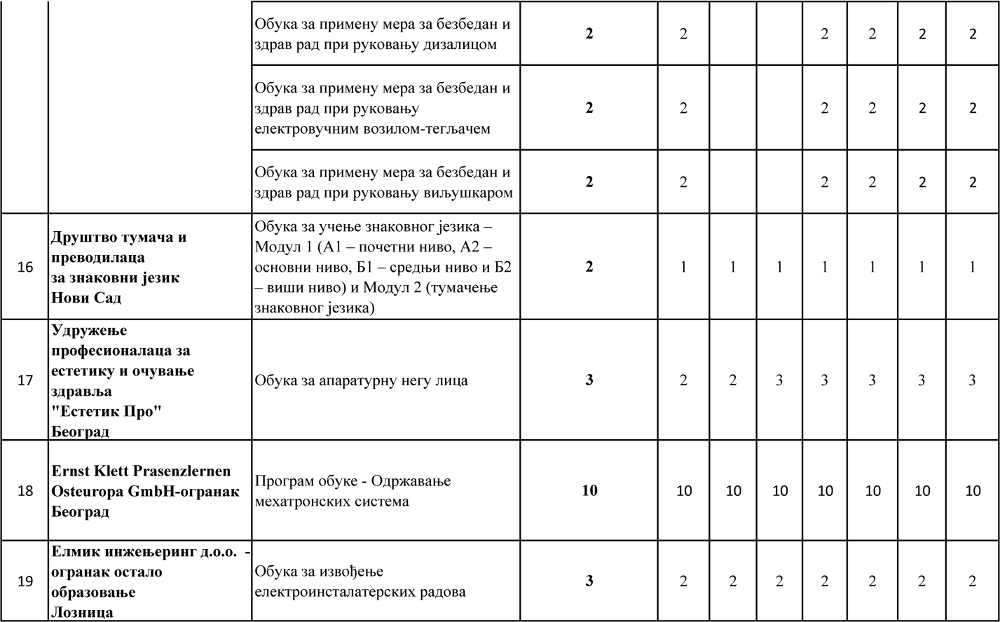 Обука за примену мера за безбедан и
здрав рад при руковању дизалицом
2 2 2 2 2 2
Обука за примену мера за безбедан и
здрав рад при руковању
електровучним возилом-тегљачем
2 2 2 2 2 2
Обука за примену мера за безбедан и
здрав рад при руковању виљушкаром
2 2 2 2 2 2
16
Друштво тумача и
преводилаца
за знаковни језик
Нови Сад
Обука за учење знаковног језика –
Модул 1 (А1 – почетни ниво, А2 –
основни ниво, Б1 – средњи ниво и Б2
– виши ниво) и Модул 2 (тумачење
знаковног језика)
2 1 1 1 1 1 1 1
17
Удружење
професионалаца за
естетику и очување
здравља
"Естетик Про"
Београд
Обука за апаратурну негу лица
3 2 2 3 3 3 3 3
18
Ernst Klett Prasenzlernen
Osteuropa GmbH-огранак
Београд
Програм обуке - Одржавање
мехатронских система
10 10 10 10 10 10 10 10
19
Елмик инжењеринг д.о.о. -
огранак остало
образовање
Лозница
Обука за извођење
електроинсталатерских радова
3 2 2 2 2 2 2 2